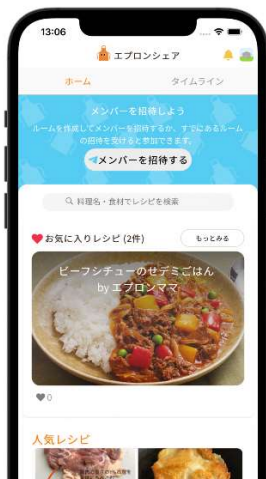 13:06
エプロンシェア
ホーム
タイムライン
メンバーを招待しよう
ルームを作成してメンバーを招待するか、すでにあるルーム
の招待を受けると参加できます。
メンバーを招待する
料理名・食材でレシピを検索
お気に入りレシピ (2件)
もっとみる
ビーフシチューのせデミごはん
by エプロンママ
0
人気レシピ